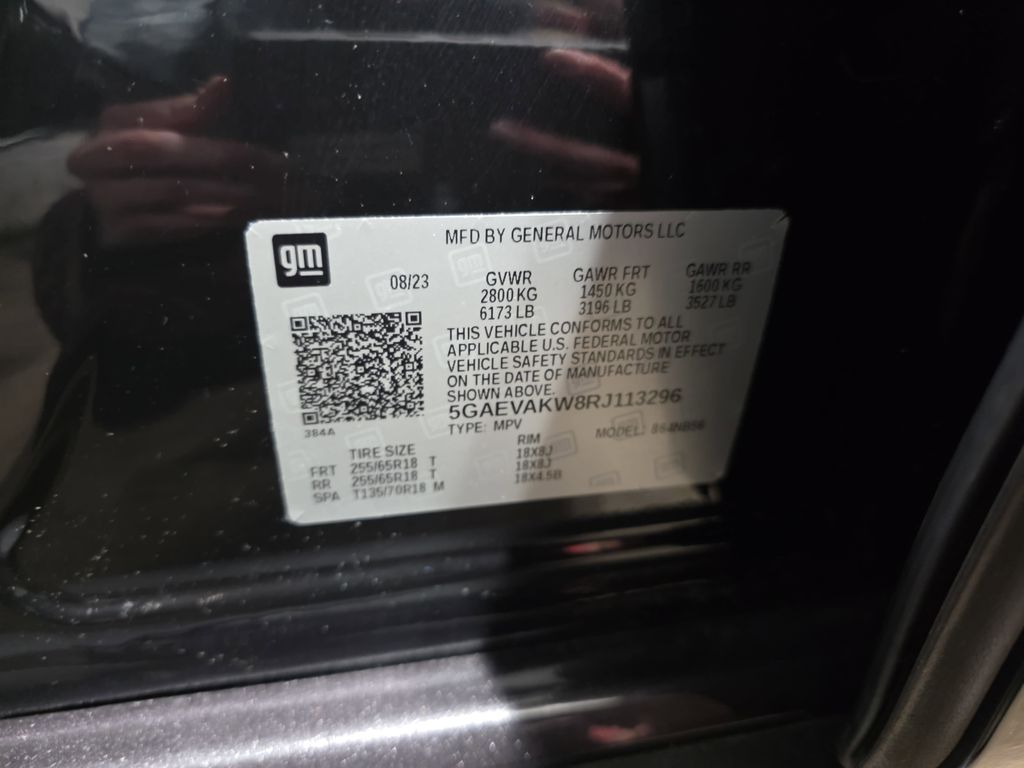 gm
MFD BY GENERAL MOTORS LLC
08/23
GVWR GAWR FRT GAWR RR
2800 KG 1450 KG 1600 KG
6173 LB 3196 LB 3527 LB
THIS VEHICLE CONFORMS TO ALL
APPLICABLE U.S. FEDERAL MOTOR
VEHICLE SAFETY STANDARDS IN EFFECT
ON THE DATE OF MANUFACTURE
SHOWN ABOVE.
5GAEVAKW8RJ113296
384A
TYPE: MPV MODEL:
TIRE SIZE RIM
FRT 255/65R18 T 18X8J
RR 255/65R18 T 18X8J
SPA T135/70R18 M 18X4.5B